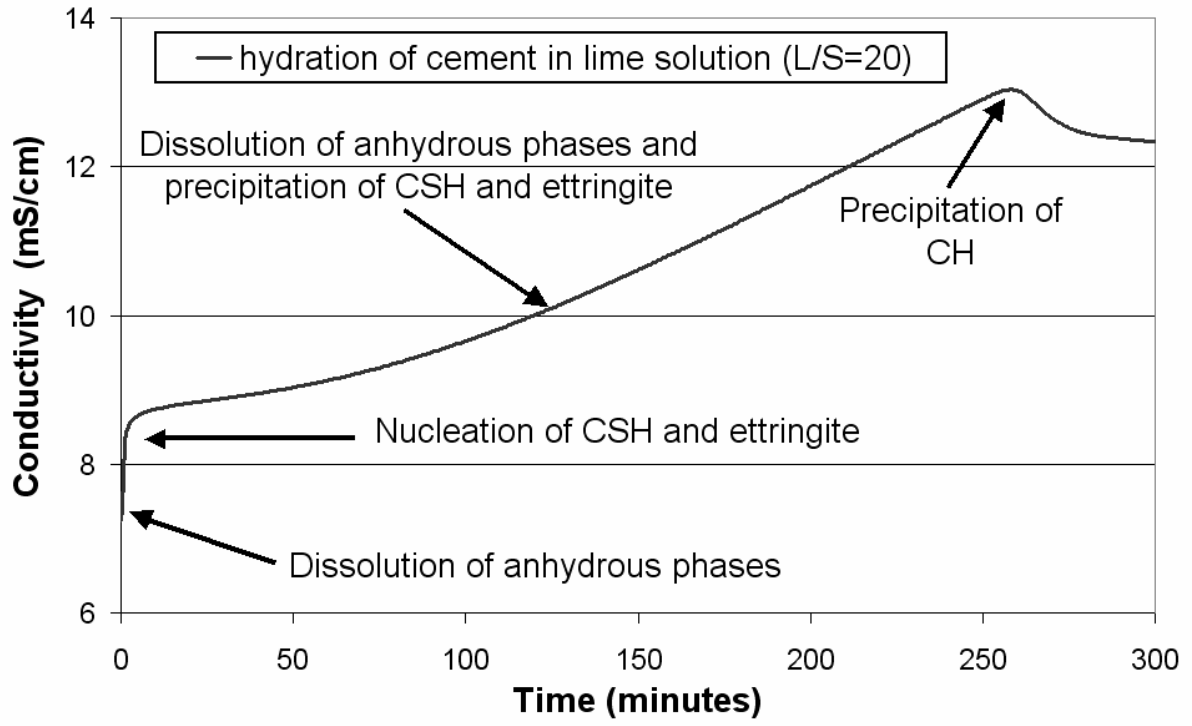 14
hydration of cement in lime solution (L/S=20)
Dissolution of anhydrous phases and
precipitation of CSH and ettringite
12
Precipitation of
CH
10
Nucleation of CSH and ettringite
8
Dissolution of anhydrous phases
6
0 50 100 150 200 250 300
Time (minutes)
Conductivity (mS/cm)